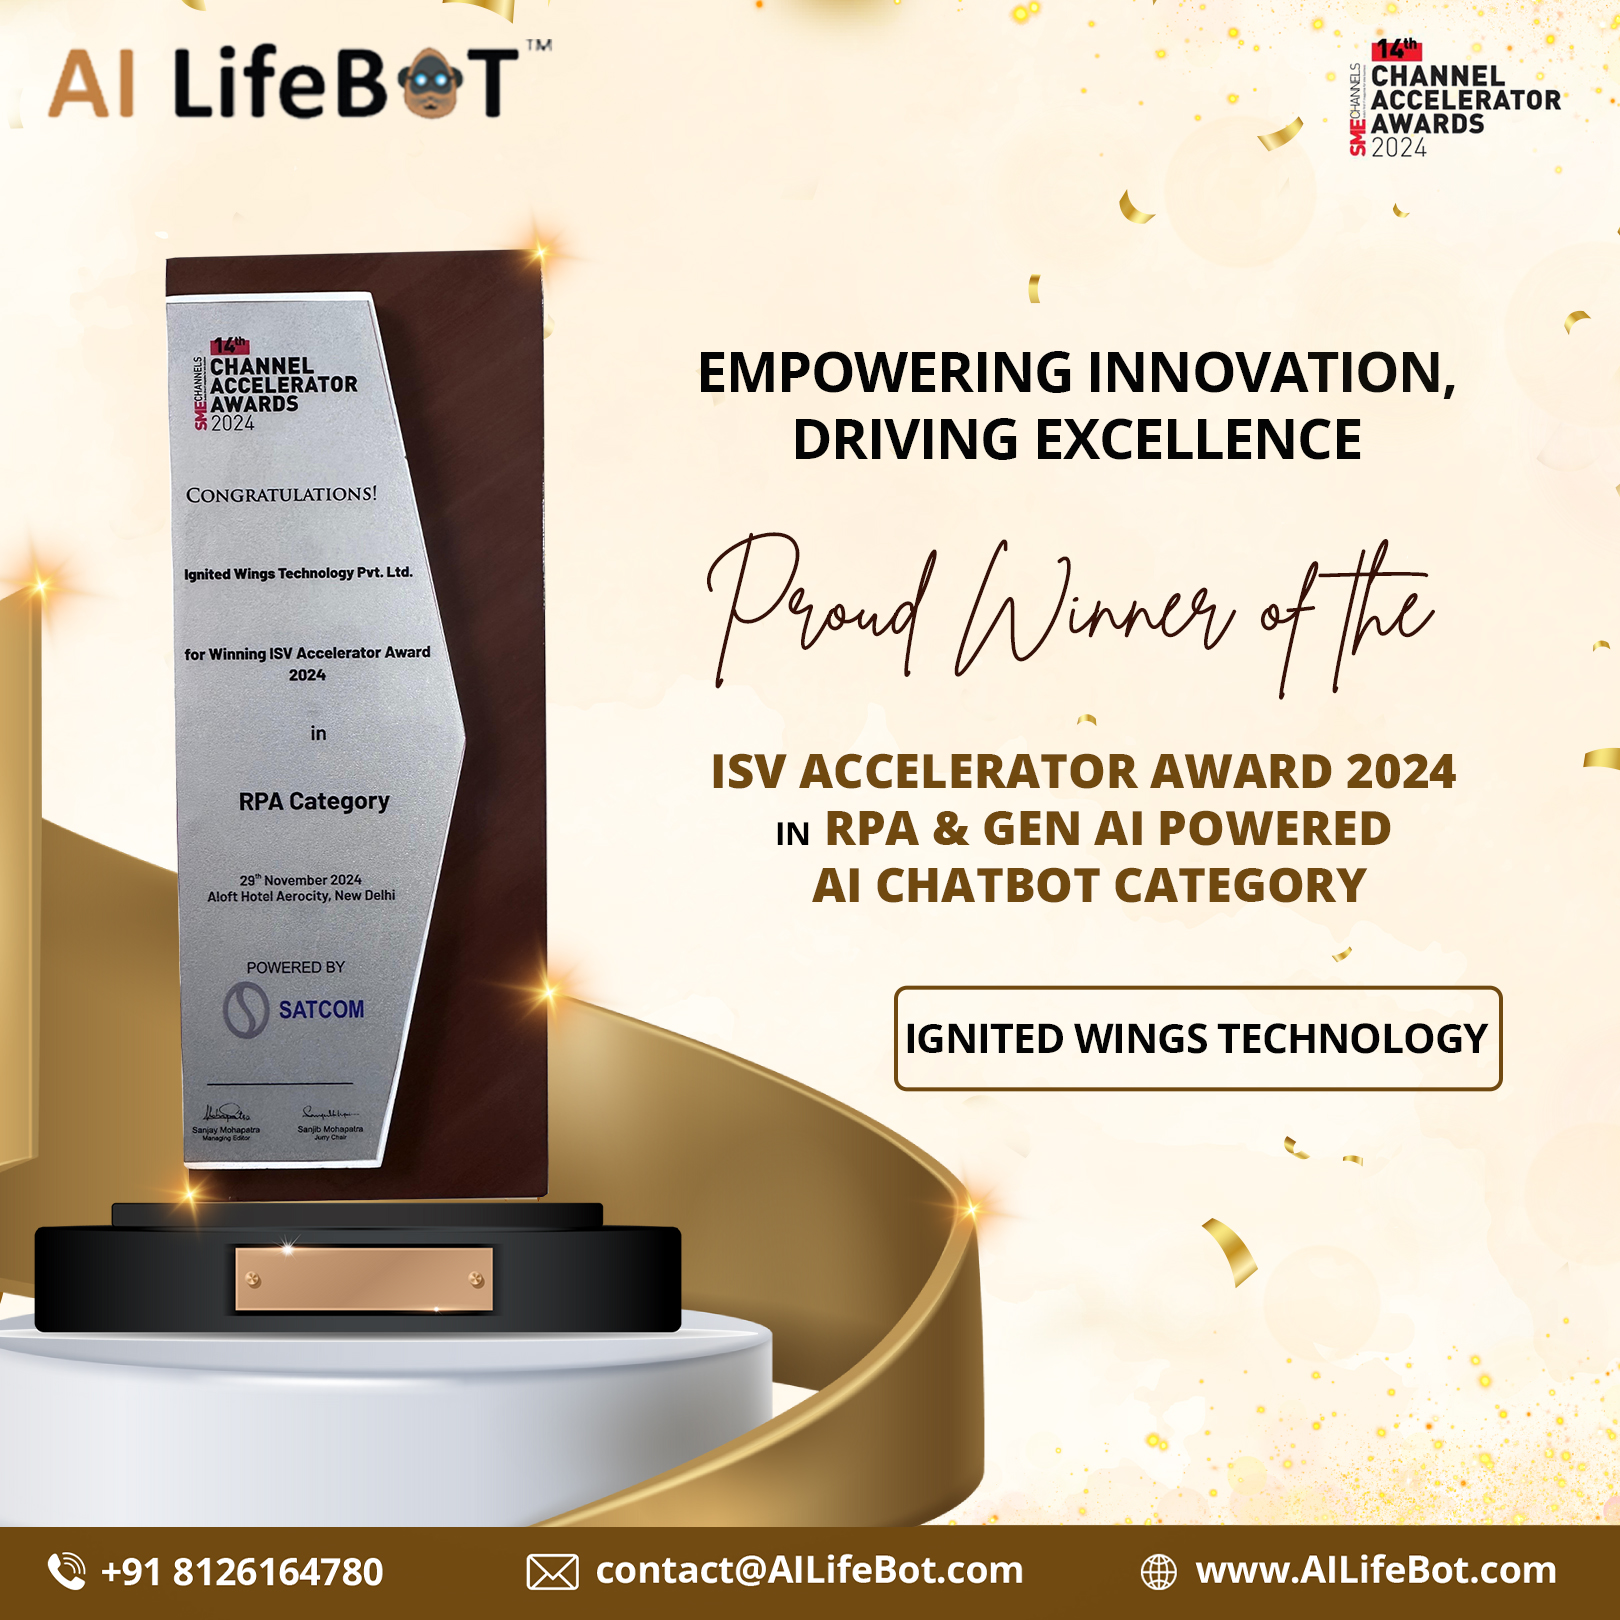 AI LifeBOT™
14th
CHANNEL
ACCELERATOR
AWARDS
2024
SMECHANNELS
14th
CHANNEL
ACCELERATOR
AWARDS
2024
SMECHANNELS
CONGRATULATIONS!
Ignited Wings Technology Pvt. Ltd.
for Winning ISV Accelerator Award
2024
in
RPA Category
29th November 2024
Aloft Hotel Aerocity, New Delhi
POWERED BY
SATCOM
Sanjay Mohapatra
Managing Editor
Sanjib Mohapatra
Jury Chair
EMPOWERING INNOVATION,
DRIVING EXCELLENCE
Proud Winner of the
ISV ACCELERATOR AWARD 2024
IN RPA & GEN AI POWERED
AI CHATBOT CATEGORY
IGNITED WINGS TECHNOLOGY
+91 8126164780
contact@AILifeBot.com
www.AILifeBot.com